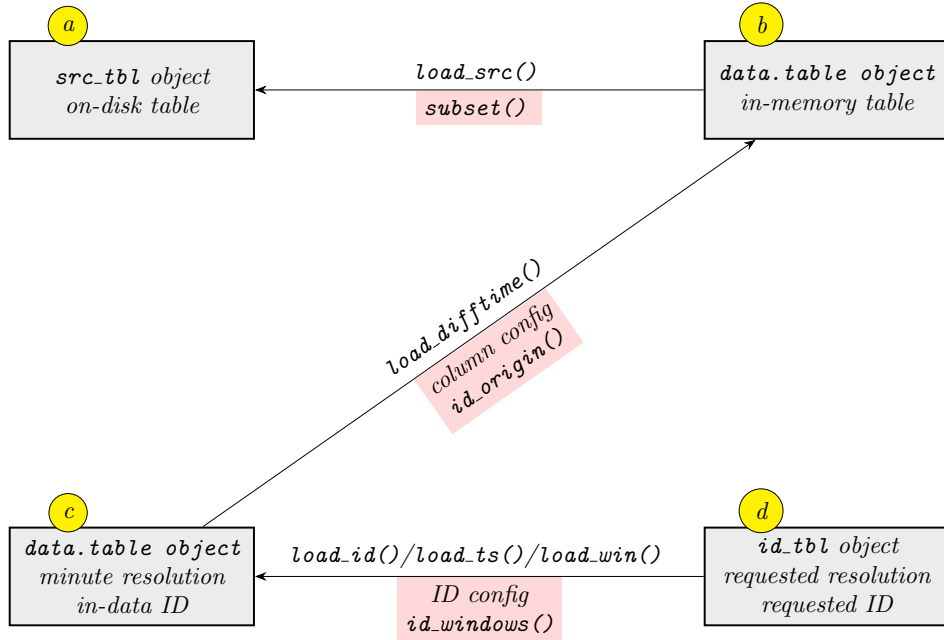 a
src_tbl object
on-disk table
load_src()
subset()
b
data.table object
in-memory table
load_difftime()
column config
id_origin()
c
data.table object
minute resolution
in-data ID
load_id()/load_ts()/load_win()
ID config
id_windows()
d
id_tbl object
requested resolution
requested ID